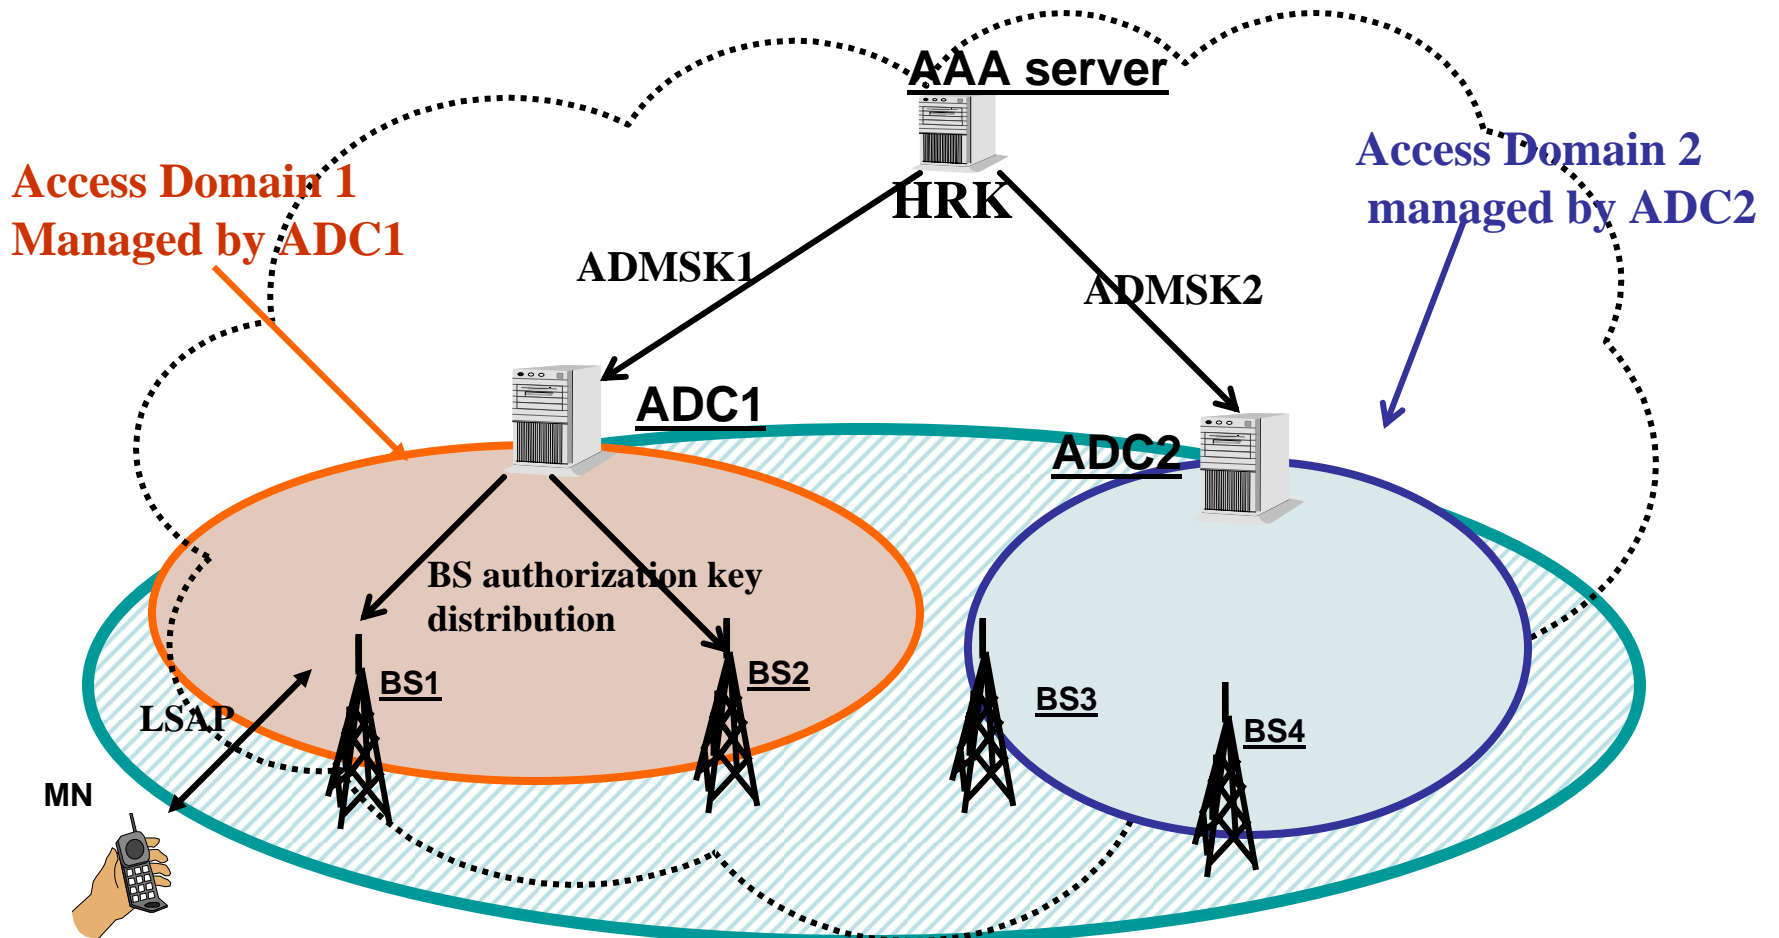 AAA server
Access Domain 1
Managed by ADC1
Access Domain 2
managed by ADC2
HRK
ADMSK1
ADMSK2
ADC1
ADC2
BS authorization key
distribution
BS1
BS2
BS3
BS4
LSAP
MN